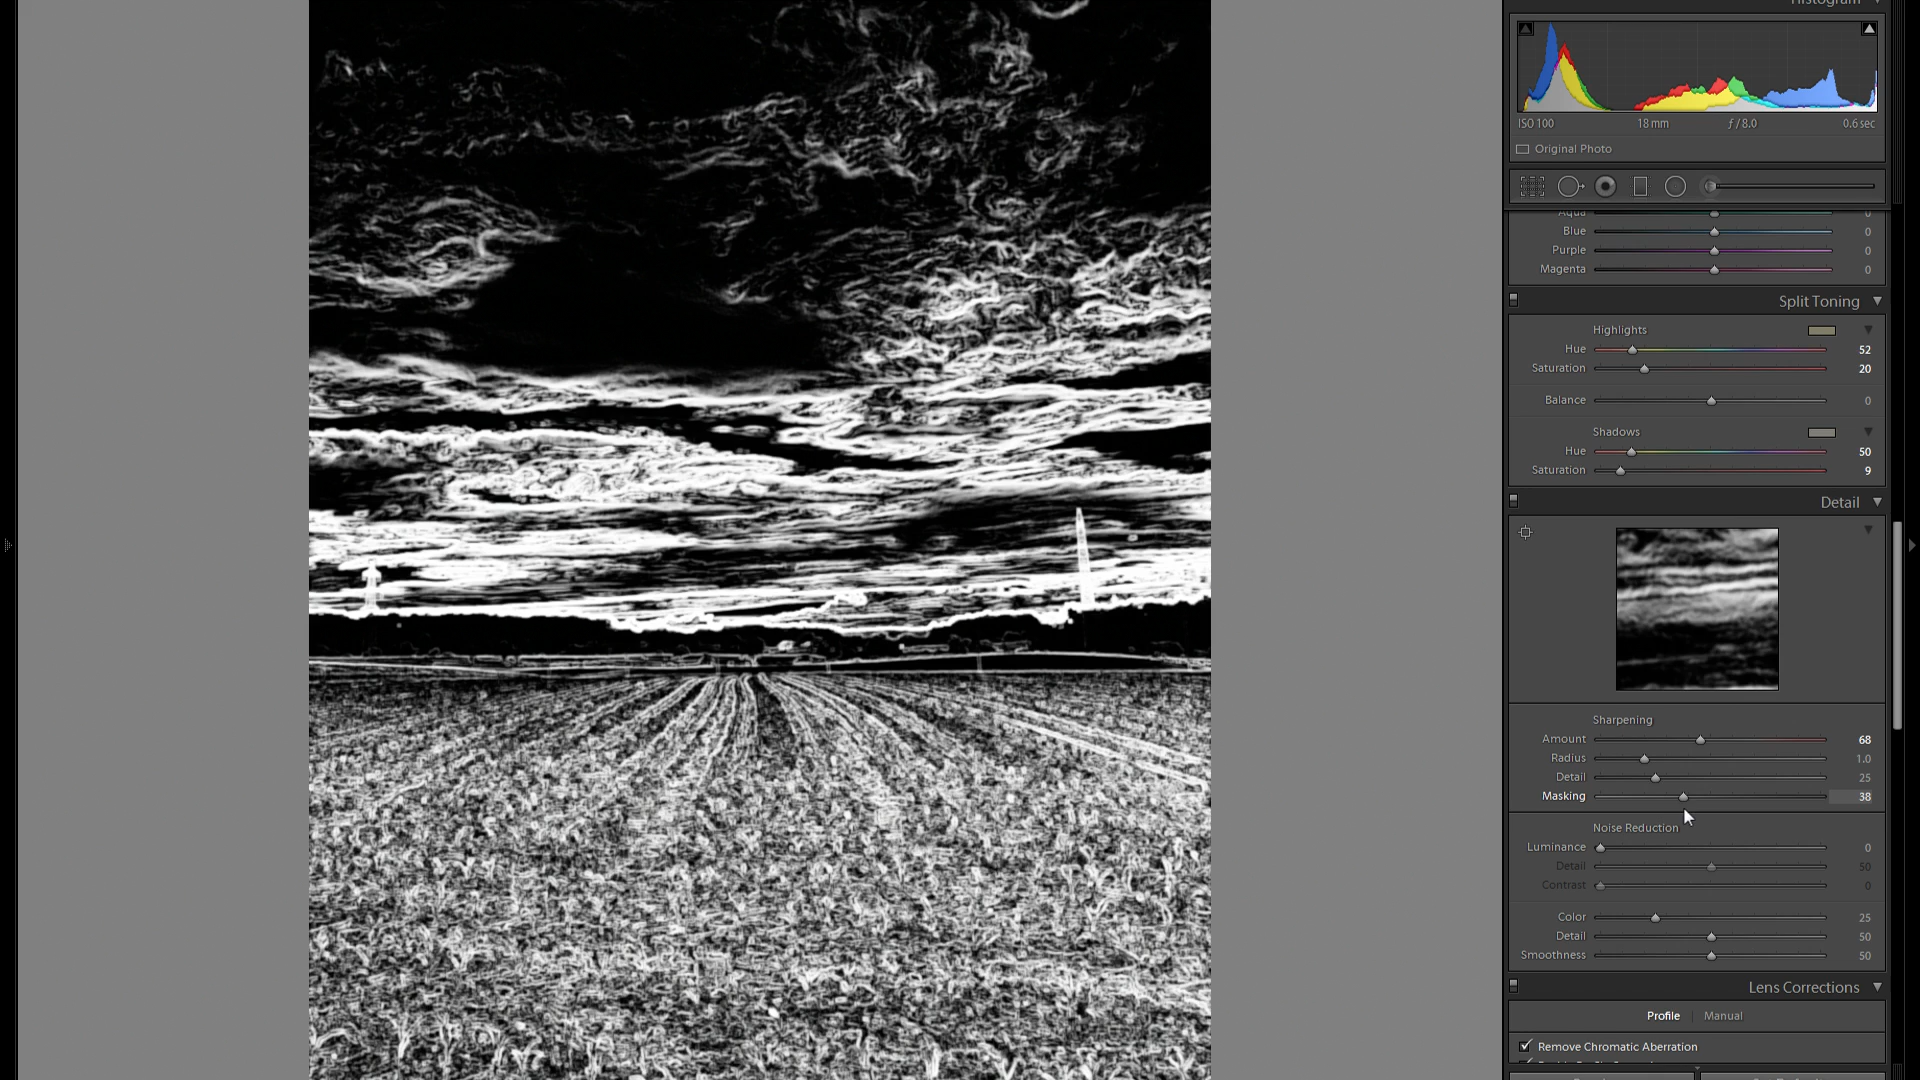 Histogram
ISO 100 18 mm ƒ / 8.0 0.6 sec
Original Photo
Aqua 0
Blue 0
Purple 0
Magenta 0
Split Toning
Highlights
Hue 52
Saturation 20
Balance 0
Shadows
Hue 50
Saturation 9
Detail
Sharpening
Amount 68
Radius 1.0
Detail 25
Masking 38
Noise Reduction
Luminance 0
Detail 50
Contrast 0
Color 25
Detail 50
Smoothness 50
Lens Corrections
Profile Manual
Remove Chromatic Aberration